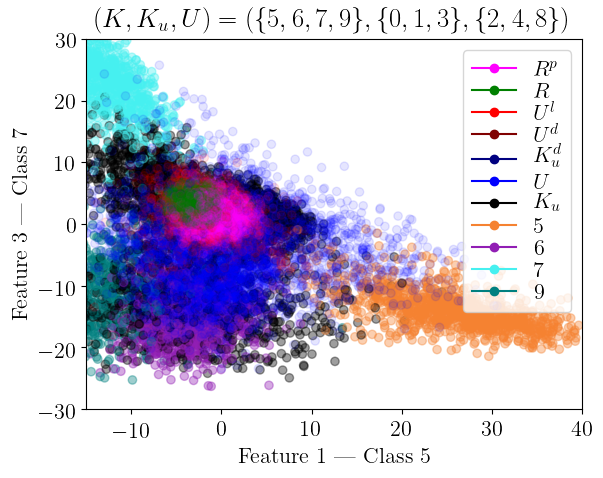 (K, K_u, U) = ({5, 6, 7, 9}, {0, 1, 3}, {2, 4, 8})
30
20
10
0
−10
−20
−30
Feature 3 — Class 7
R^p
R
U^l
U^d
K_u^d
U
K_u
5
6
7
9
−10
0
10
20
30
40
Feature 1 — Class 5